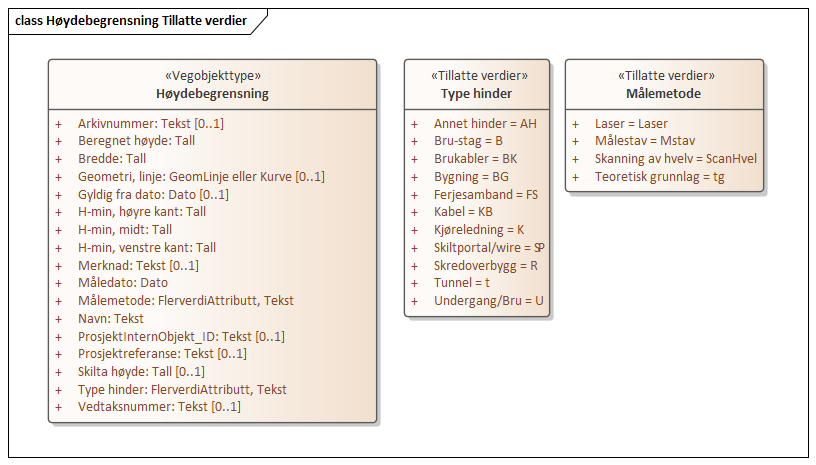 class Høydebegrensning Tillatte verdier
«Vegobjekttype»
Høydebegrensning
+ Arkivnummer: Tekst [0..1]
+ Beregnet høyde: Tall
+ Bredde: Tall
+ Geometri, linje: GeomLinje eller Kurve [0..1]
+ Gyldig fra dato: Dato [0..1]
+ H-min, høyre kant: Tall
+ H-min, midt: Tall
+ H-min, venstre kant: Tall
+ Merknad: Tekst [0..1]
+ Måledato: Dato
+ Målemetode: FlerverdiAttributt, Tekst
+ Navn: Tekst
+ ProsjektInternObjekt_ID: Tekst [0..1]
+ Prosjektreferanse: Tekst [0..1]
+ Skilta høyde: Tall [0..1]
+ Type hinder: FlerverdiAttributt, Tekst
+ Vedtaksnummer: Tekst [0..1]
«Tillatte verdier»
Type hinder
+ Annet hinder = AH
+ Bru-stag = B
+ Brukabler = BK
+ Bygning = BG
+ Ferjesamband = FS
+ Kabel = KB
+ Kjøreledning = K
+ Skiltportal/wire = SP
+ Skredoverbygg = R
+ Tunnel = t
+ Undergang/Bru = U
«Tillatte verdier»
Målemetode
+ Laser = Laser
+ Målestav = Mstav
+ Skanning av hvelv = ScanHvel
+ Teoretisk grunnlag = tg